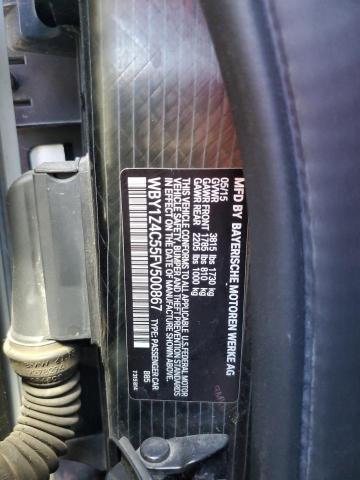 MFD BY BAYERISCHE MOTOREN WERKE AG
05/15
GVWR 3815 lbs 1730 kg
GAWR FRONT 1785 lbs 810 kg
GAWR REAR 2205 lbs 1000 kg
THIS VEHICLE CONFORMS TO ALL APPLICABLE U.S.FEDERAL MOTOR
VEHICLE SAFETY, BUMPER AND THEFT PREVENTION STANDARDS
IN EFFECT ON THE DATE OF MANUFACTURE SHOWN ABOVE.
WBY1Z4C55FV500867 TYPE: PASSENGER CAR
B85